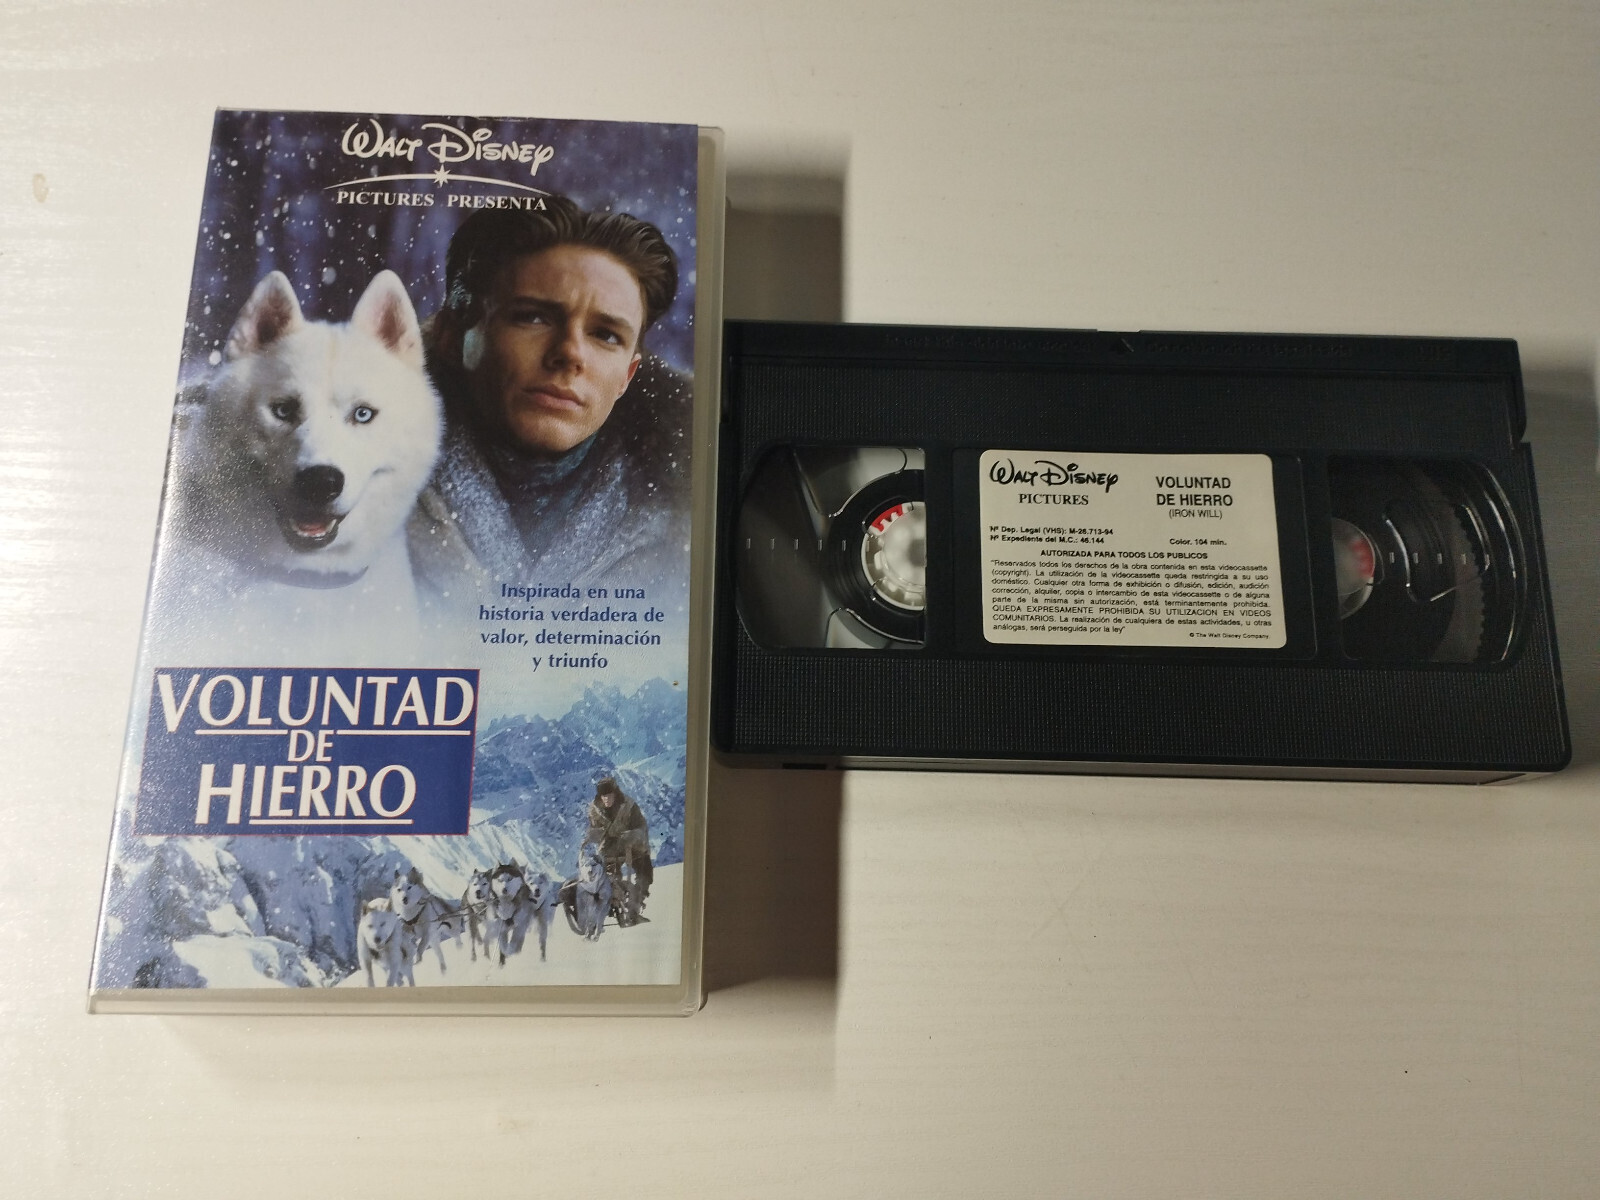 WALT DISNEY
PICTURES PRESENTA
Inspirada en una
historia verdadera de
valor, determinación
y triunfo
VOLUNTAD
DE
HIERRO
WALT DISNEY
PICTURES
VOLUNTAD
DE HIERRO
(IRON WILL)
Nº Dep. Legal (VHS): M-26.713-94
Nº Expediente del M.C.: 46.144
Color. 104 min.
AUTORIZADA PARA TODOS LOS PUBLICOS
"Reservados todos los derechos de la obra contenida en esta videocassette
(copyright). La utilización de la videocassette queda restringida a su uso
doméstico. Cualquier otra forma de exhibición o difusión, edición, audición
corrección, alquiler, copia o intercambio de esta videocassette o de alguna
parte de la misma sin autorización, está terminantemente prohibida.
QUEDA EXPRESAMENTE PROHIBIDA SU UTILIZACION EN VIDEOS
COMUNITARIOS. La realización de cualquiera de estas actividades, u otras
análogas, será perseguida por la ley"
© The Walt Disney Company.